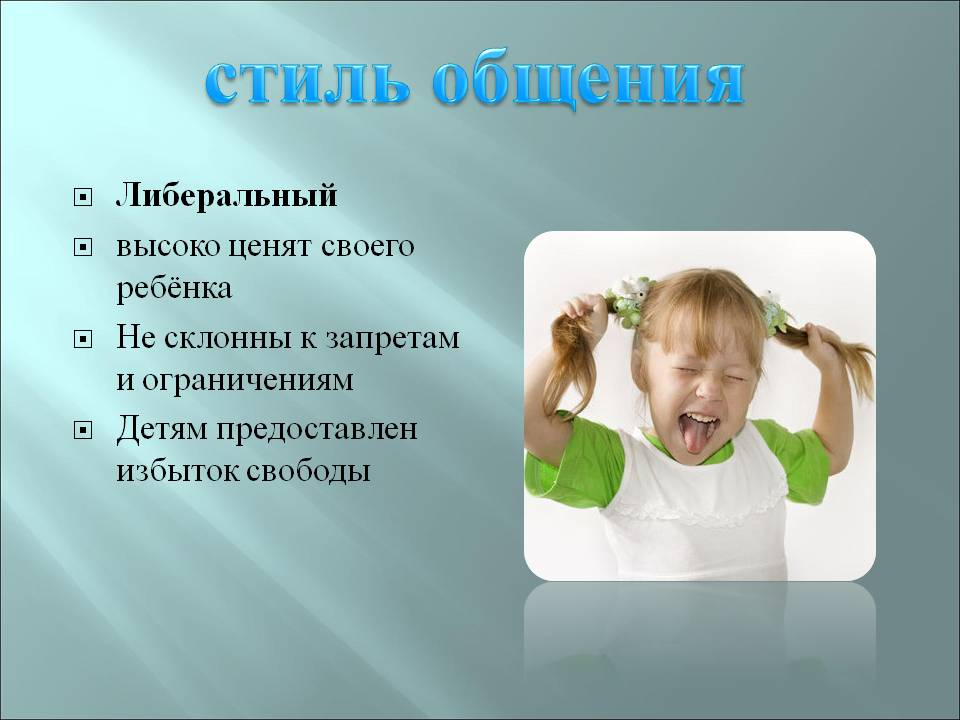 стиль общения
Либеральный
высоко ценят своего
ребёнка
Не склонны к запретам
и ограничениям
Детям предоставлен
избыток свободы